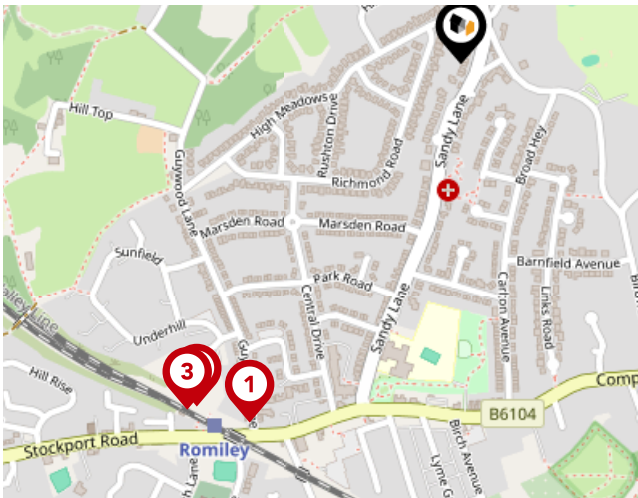 Hill Top
High Meadows
Rushton Drive
Sandy Lane
Broad Hey
Guywood Lane
Richmond Road
Marsden Road
Marsden Road
Sunfield
Barnfield Avenue
Park Road
Central Drive
Carlton Avenue
Links Road
Sandy Lane
Underhill
Hill Rise
3
1
B6104
Stockport Road
Romiley
Birch Avenue